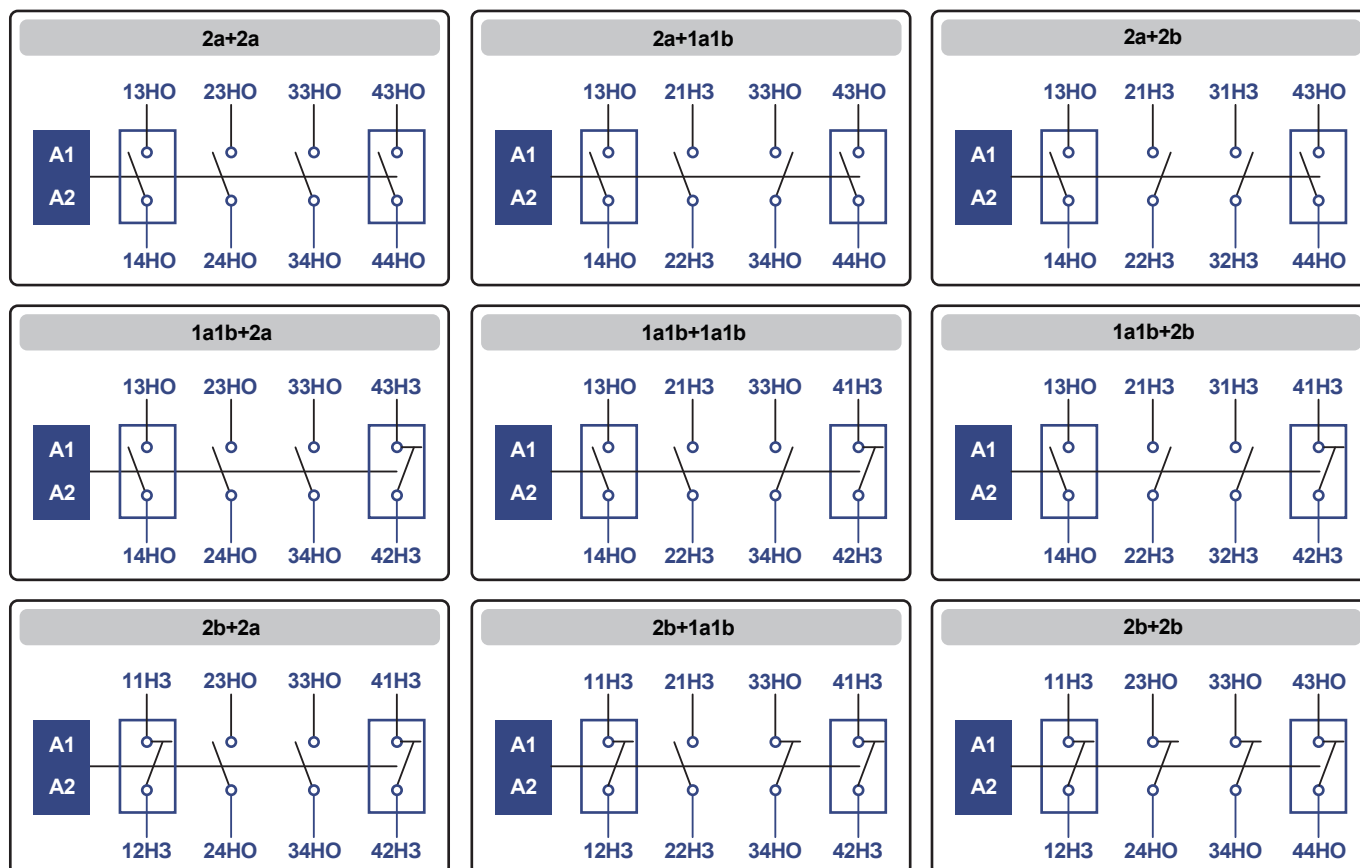 2a+2a
13HO 23HO 33HO 43HO
A1
A2
14HO 24HO 34HO 44HO
2a+1a1b
13HO 21H3 33HO 43HO
A1
A2
14HO 22H3 34HO 44HO
2a+2b
13HO 21H3 31H3 43HO
A1
A2
14HO 22H3 32H3 44HO
1a1b+2a
13HO 23HO 33HO 43H3
A1
A2
14HO 24HO 34HO 42H3
1a1b+1a1b
13HO 21H3 33HO 41H3
A1
A2
14HO 22H3 34HO 42H3
1a1b+2b
13HO 21H3 31H3 41H3
A1
A2
14HO 22H3 32H3 42H3
2b+2a
11H3 23HO 33HO 41H3
A1
A2
12H3 24HO 34HO 42H3
2b+1a1b
11H3 21H3 33HO 41H3
A1
A2
12H3 22H3 34HO 42H3
2b+2b
11H3 23HO 33HO 43HO
A1
A2
12H3 24HO 34HO 44HO